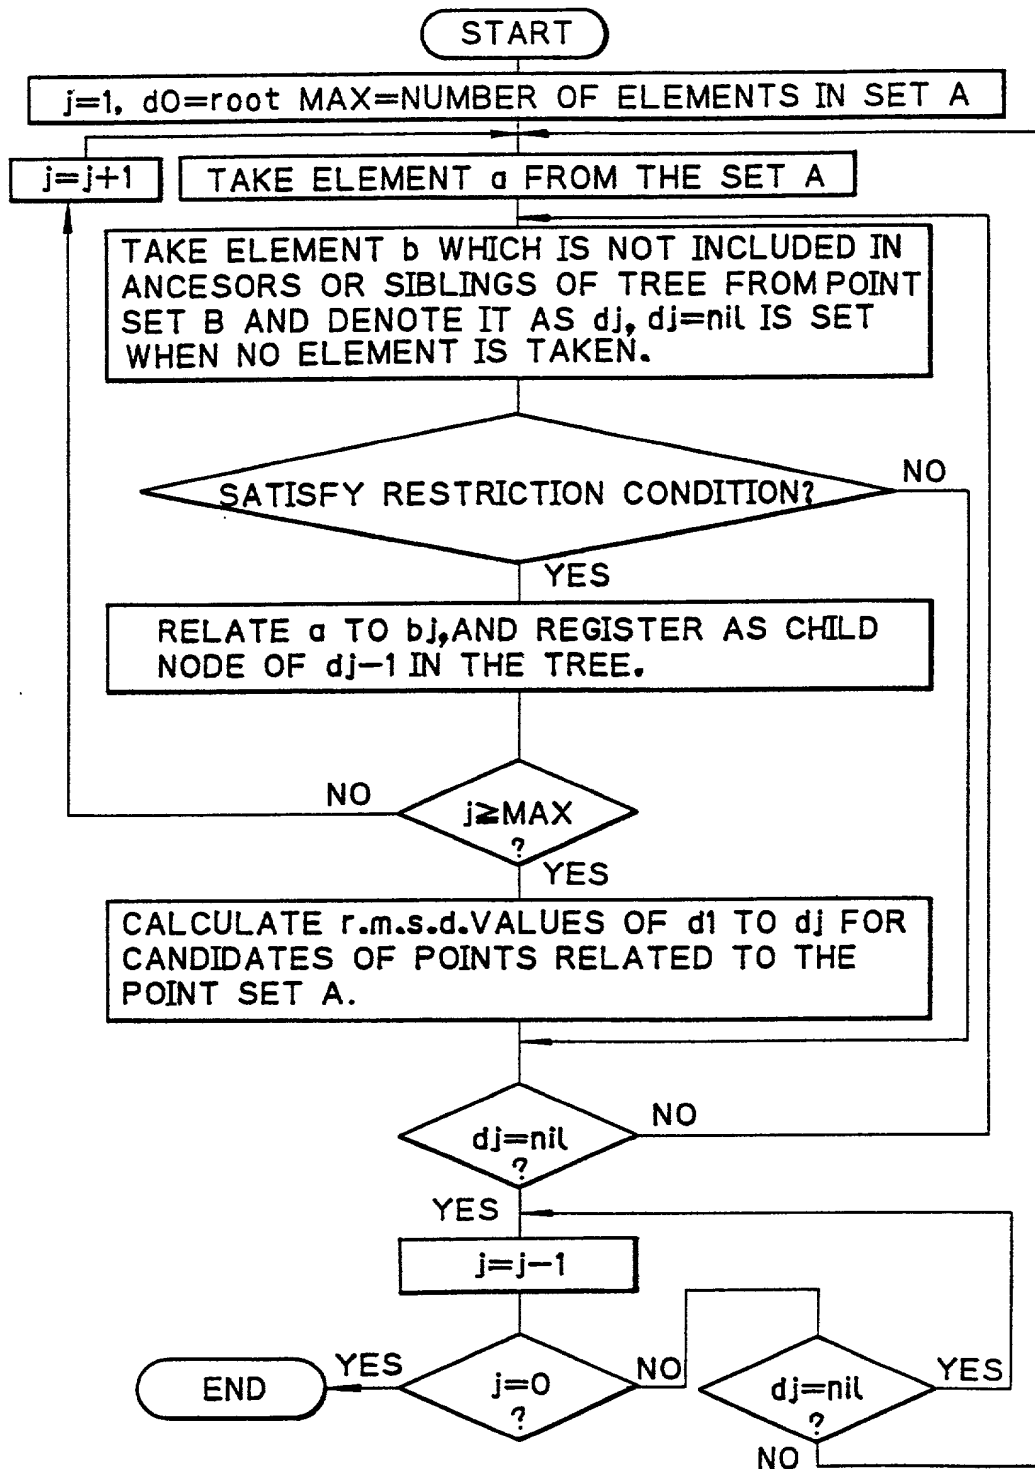 START
j=1, d0=root MAX=NUMBER OF ELEMENTS IN SET A
j=j+1
TAKE ELEMENT a FROM THE SET A
TAKE ELEMENT b WHICH IS NOT INCLUDED IN
ANCESORS OR SIBLINGS OF TREE FROM POINT
SET B AND DENOTE IT AS dj, dj=nil IS SET
WHEN NO ELEMENT IS TAKEN.
SATISFY RESTRICTION CONDITION?
NO
YES
RELATE a TO bj,AND REGISTER AS CHILD
NODE OF dj-1 IN THE TREE.
NO
j≧MAX
?
YES
CALCULATE r.m.s.d.VALUES OF d1 TO dj FOR
CANDIDATES OF POINTS RELATED TO THE
POINT SET A.
dj=nil
?
NO
YES
j=j-1
END
YES
j=0
?
NO
dj=nil
?
YES
NO